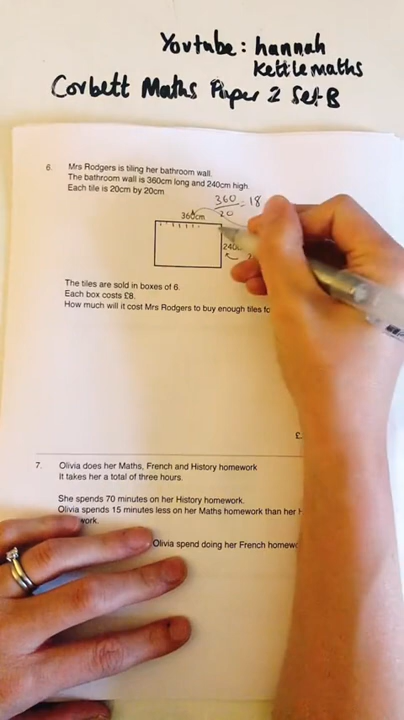 Youtube: hannah
kettlemaths
Corbett Maths Paper 2 Set B
6. Mrs Rodgers is tiling her bathroom wall.
The bathroom wall is 360cm long and 240cm high.
Each tile is 20cm by 20cm
360
20
= 18
360cm
240
The tiles are sold in boxes of 6.
Each box costs £8.
How much will it cost Mrs Rodgers to buy enough tiles
£
7. Olivia does her Maths, French and History homework
It takes her a total of three hours.
She spends 70 minutes on her History homework.
Olivia spends 15 minutes less on her Maths homework than her
work.
Olivia spend doing her French